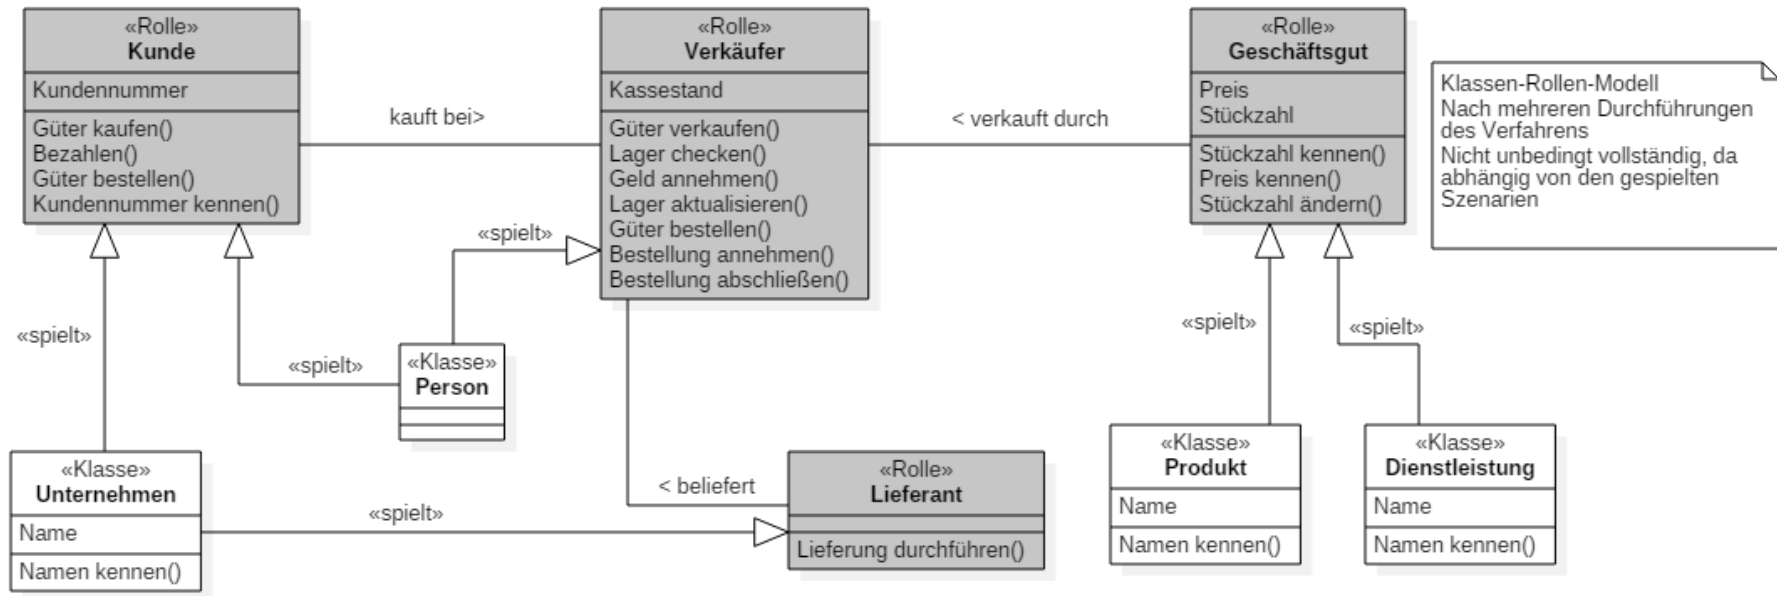 «Rolle»
Kunde
Kundennummer
Güter kaufen()
Bezahlen()
Güter bestellen()
Kundennummer kennen()
kauft bei>
«Rolle»
Verkäufer
Kassestand
Güter verkaufen()
Lager checken()
Geld annehmen()
Lager aktualisieren()
Güter bestellen()
Bestellung annehmen()
Bestellung abschließen()
< verkauft durch
«Rolle»
Geschäftsgut
Preis
Stückzahl
Stückzahl kennen()
Preis kennen()
Stückzahl ändern()
Klassen-Rollen-Modell
Nach mehreren Durchführungen
des Verfahrens
Nicht unbedingt vollständig, da
abhängig von den gespielten
Szenarien
«spielt»
«spielt»
«spielt»
«spielt»
«spielt»
«Klasse»
Person
«Klasse»
Unternehmen
Name
Namen kennen()
«spielt»
< beliefert
«Rolle»
Lieferant
Lieferung durchführen()
«Klasse»
Produkt
Name
Namen kennen()
«Klasse»
Dienstleistung
Name
Namen kennen()